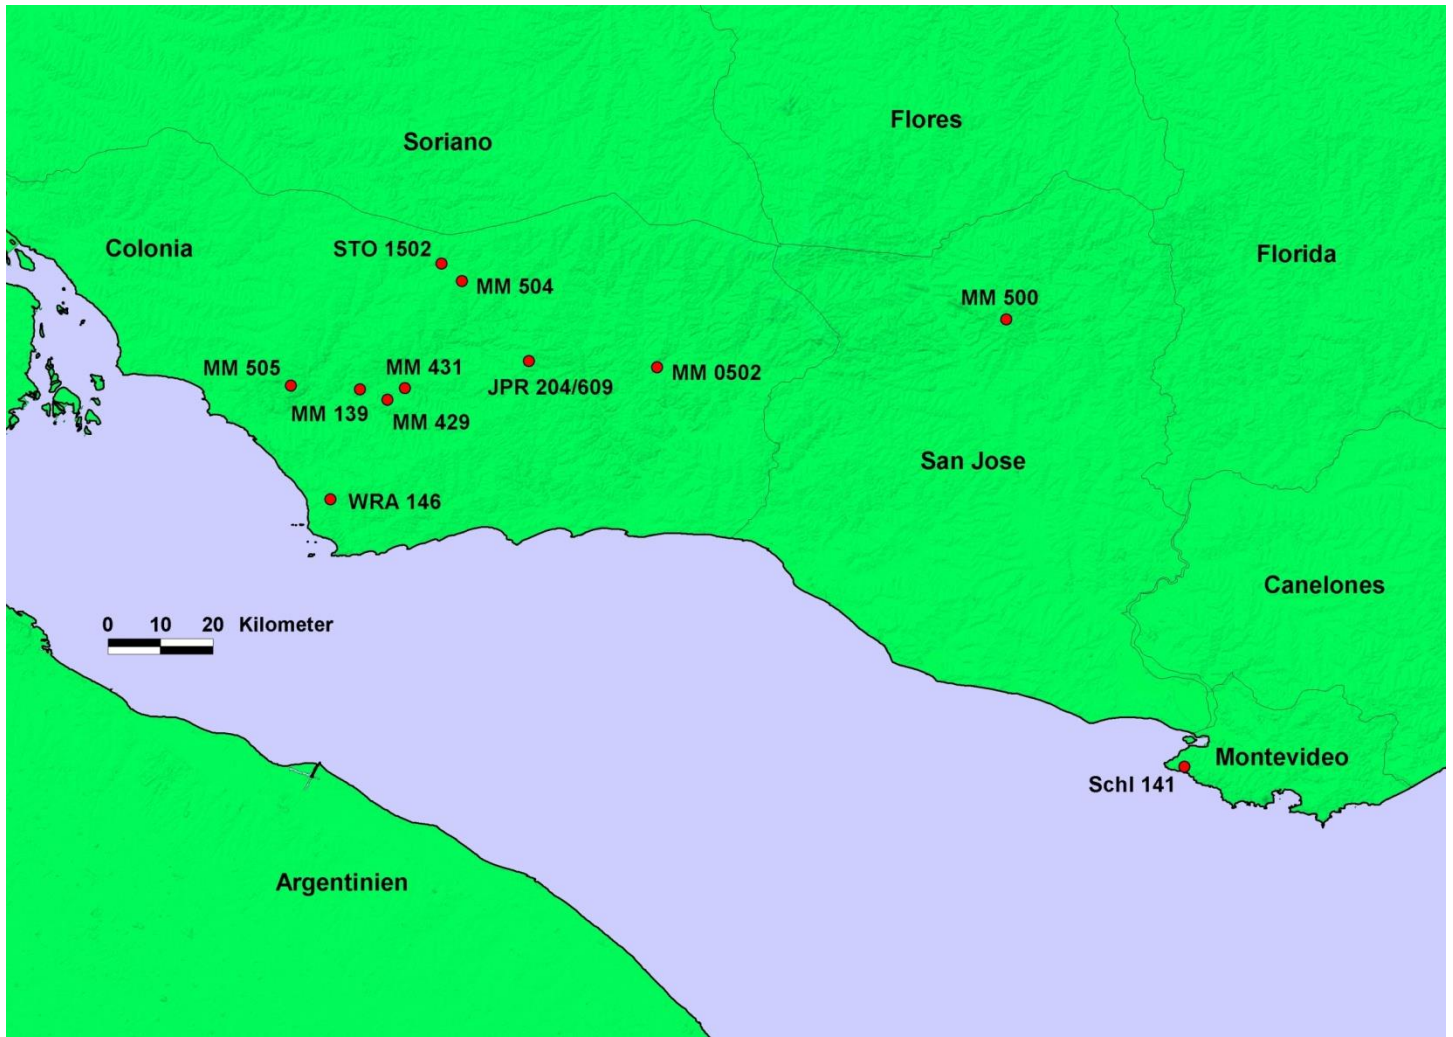 Flores
Soriano
Colonia
STO 1502
Florida
MM 504
MM 500
MM 505
MM 431
MM 0502
JPR 204/609
MM 139
MM 429
San Jose
WRA 146
Canelones
0 10 20 Kilometer
Montevideo
Schl 141
Argentinien